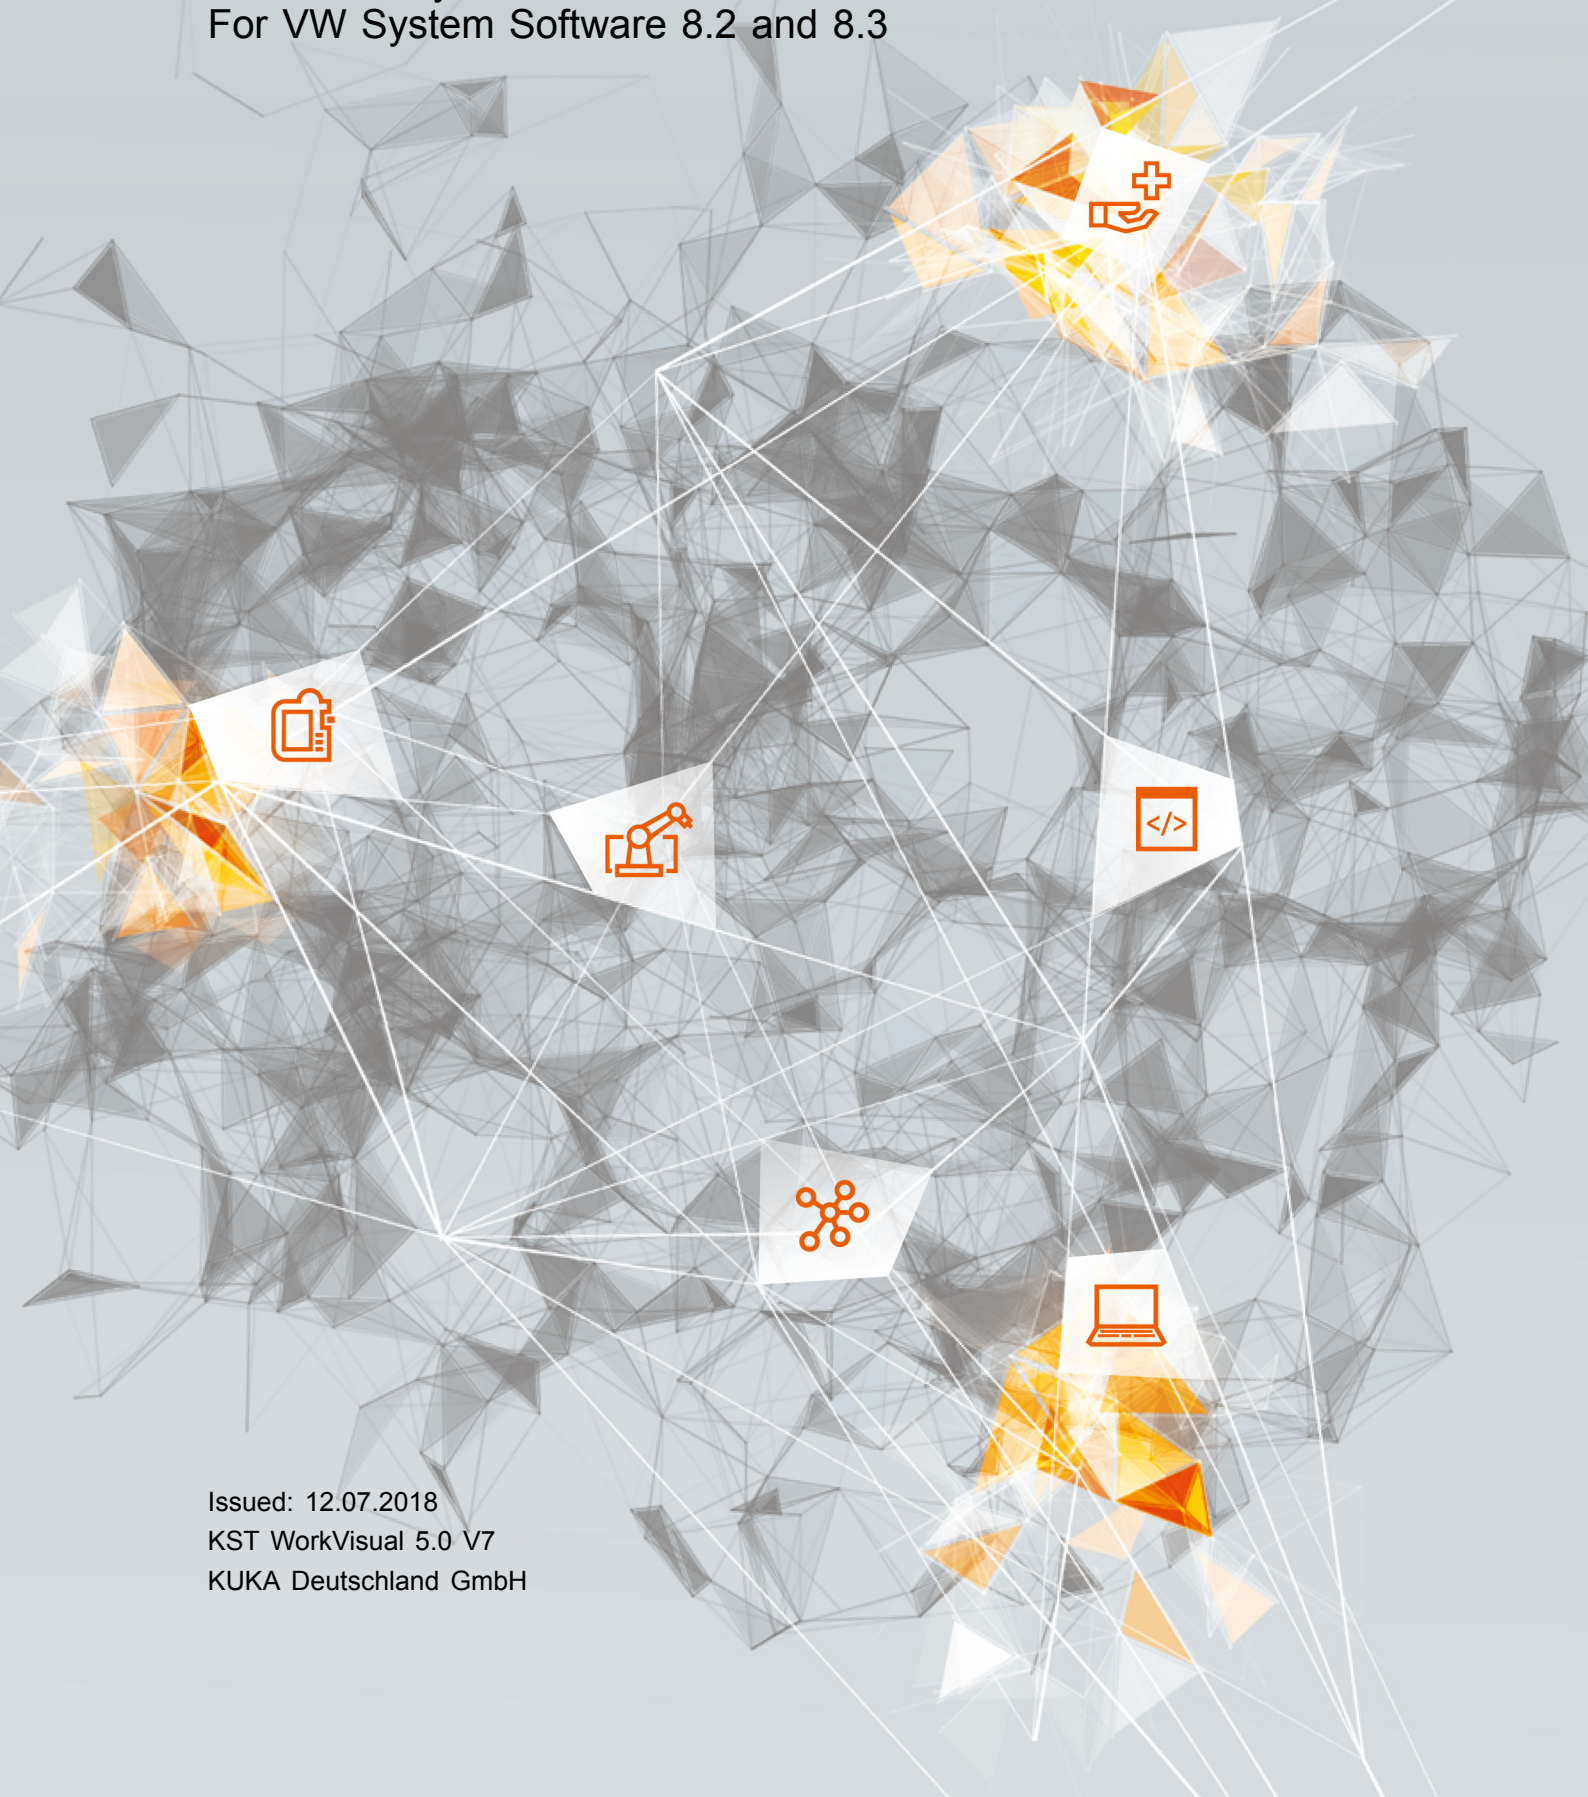 For VW System Software 8.2 and 8.3
</>
Issued: 12.07.2018
KST WorkVisual 5.0 V7
KUKA Deutschland GmbH